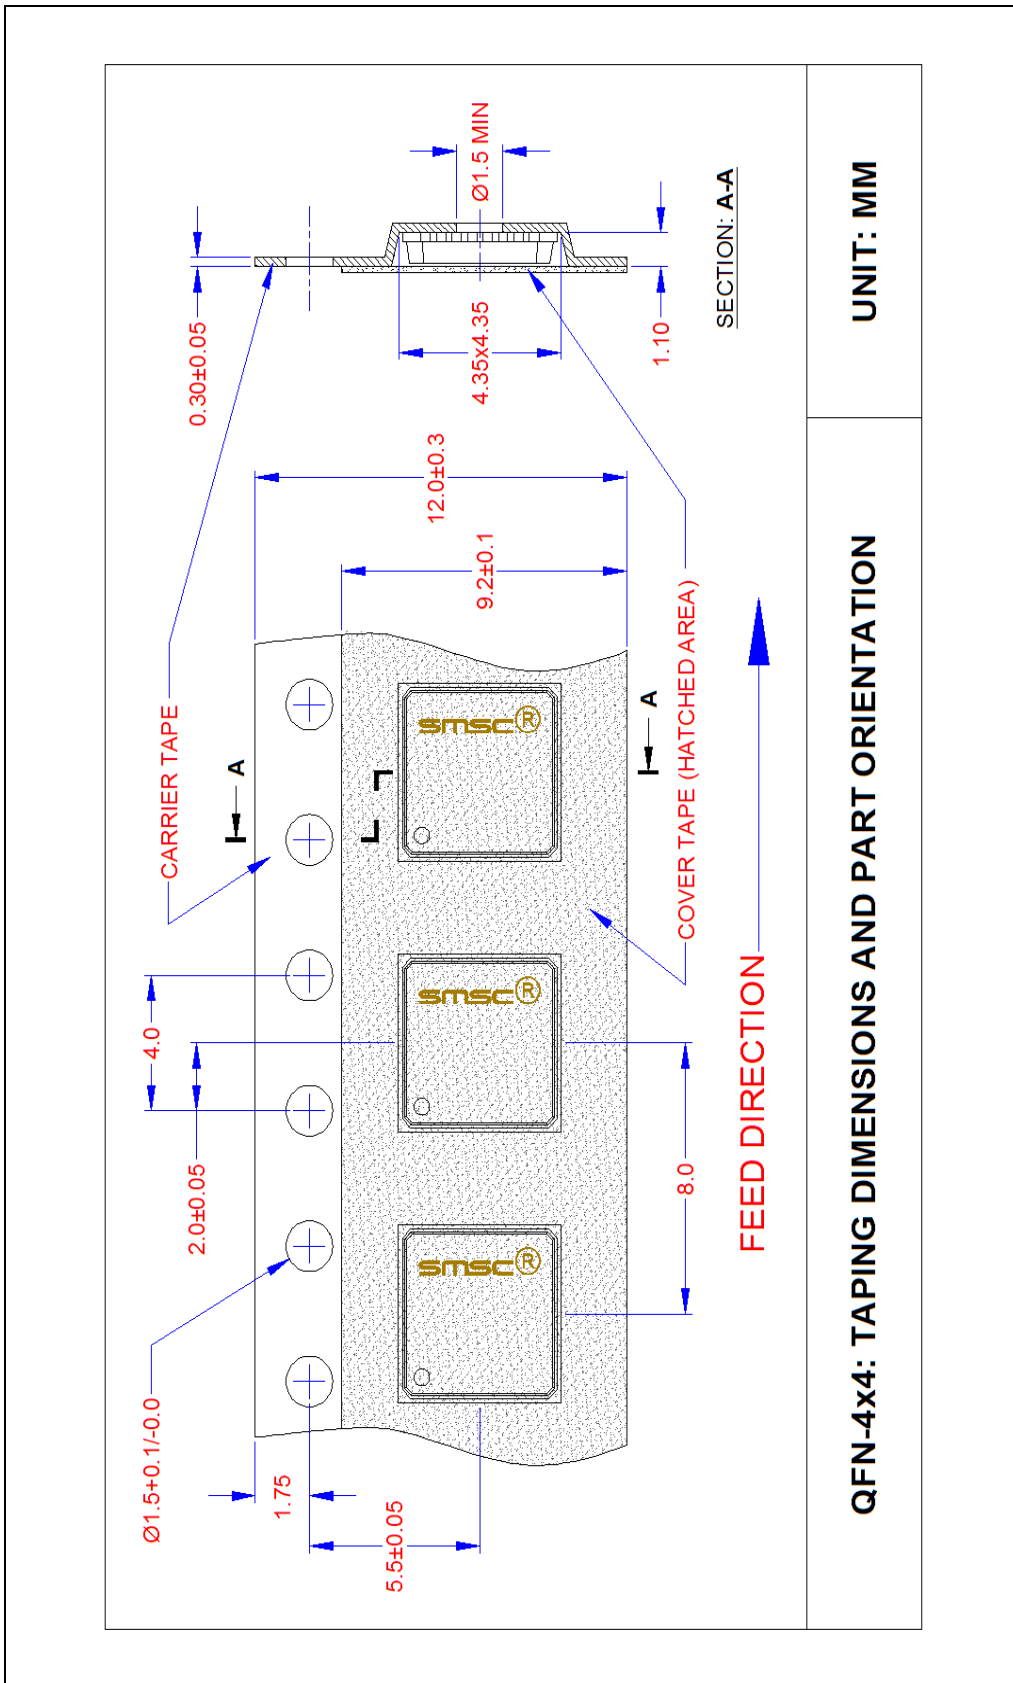 Ø1.5+0.1/-0.0
2.0±0.05
4.0
CARRIER TAPE
0.30±0.05
A
A
1.75
5.5±0.05
smsc®
smsc®
smsc®
9.2±0.1
12.0±0.3
4.35x4.35
Ø1.5 MIN
8.0
COVER TAPE (HATCHED AREA)
1.10
FEED DIRECTION
SECTION: A-A
QFN-4x4: TAPING DIMENSIONS AND PART ORIENTATION
UNIT: MM